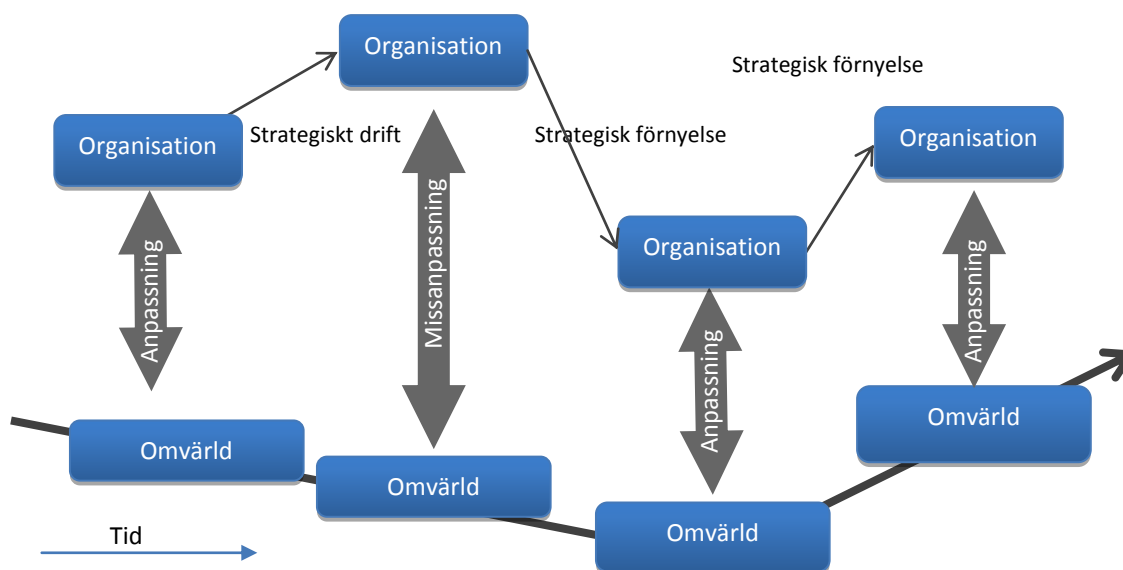 Organisation
Strategisk förnyelse
Organisation
Strategiskt drift
Strategisk förnyelse
Organisation
Organisation
Anpassning
Missanpassning
Anpassning
Anpassning
Omvärld
Omvärld
Omvärld
Omvärld
Tid